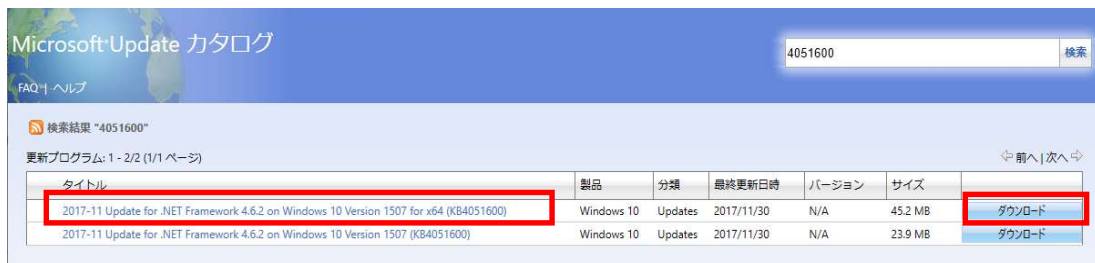 Microsoft Update カタログ
4051600 検索
FAQ | ヘルプ
検索結果 "4051600"
更新プログラム: 1 - 2/2 (1/1 ページ) 前へ | 次へ
タイトル 製品 分類 最終更新日時 バージョン サイズ
2017-11 Update for .NET Framework 4.6.2 on Windows 10 Version 1507 for x64 (KB4051600) Windows 10 Updates 2017/11/30 N/A 45.2 MB ダウンロード
2017-11 Update for .NET Framework 4.6.2 on Windows 10 Version 1507 (KB4051600) Windows 10 Updates 2017/11/30 N/A 23.9 MB ダウンロード